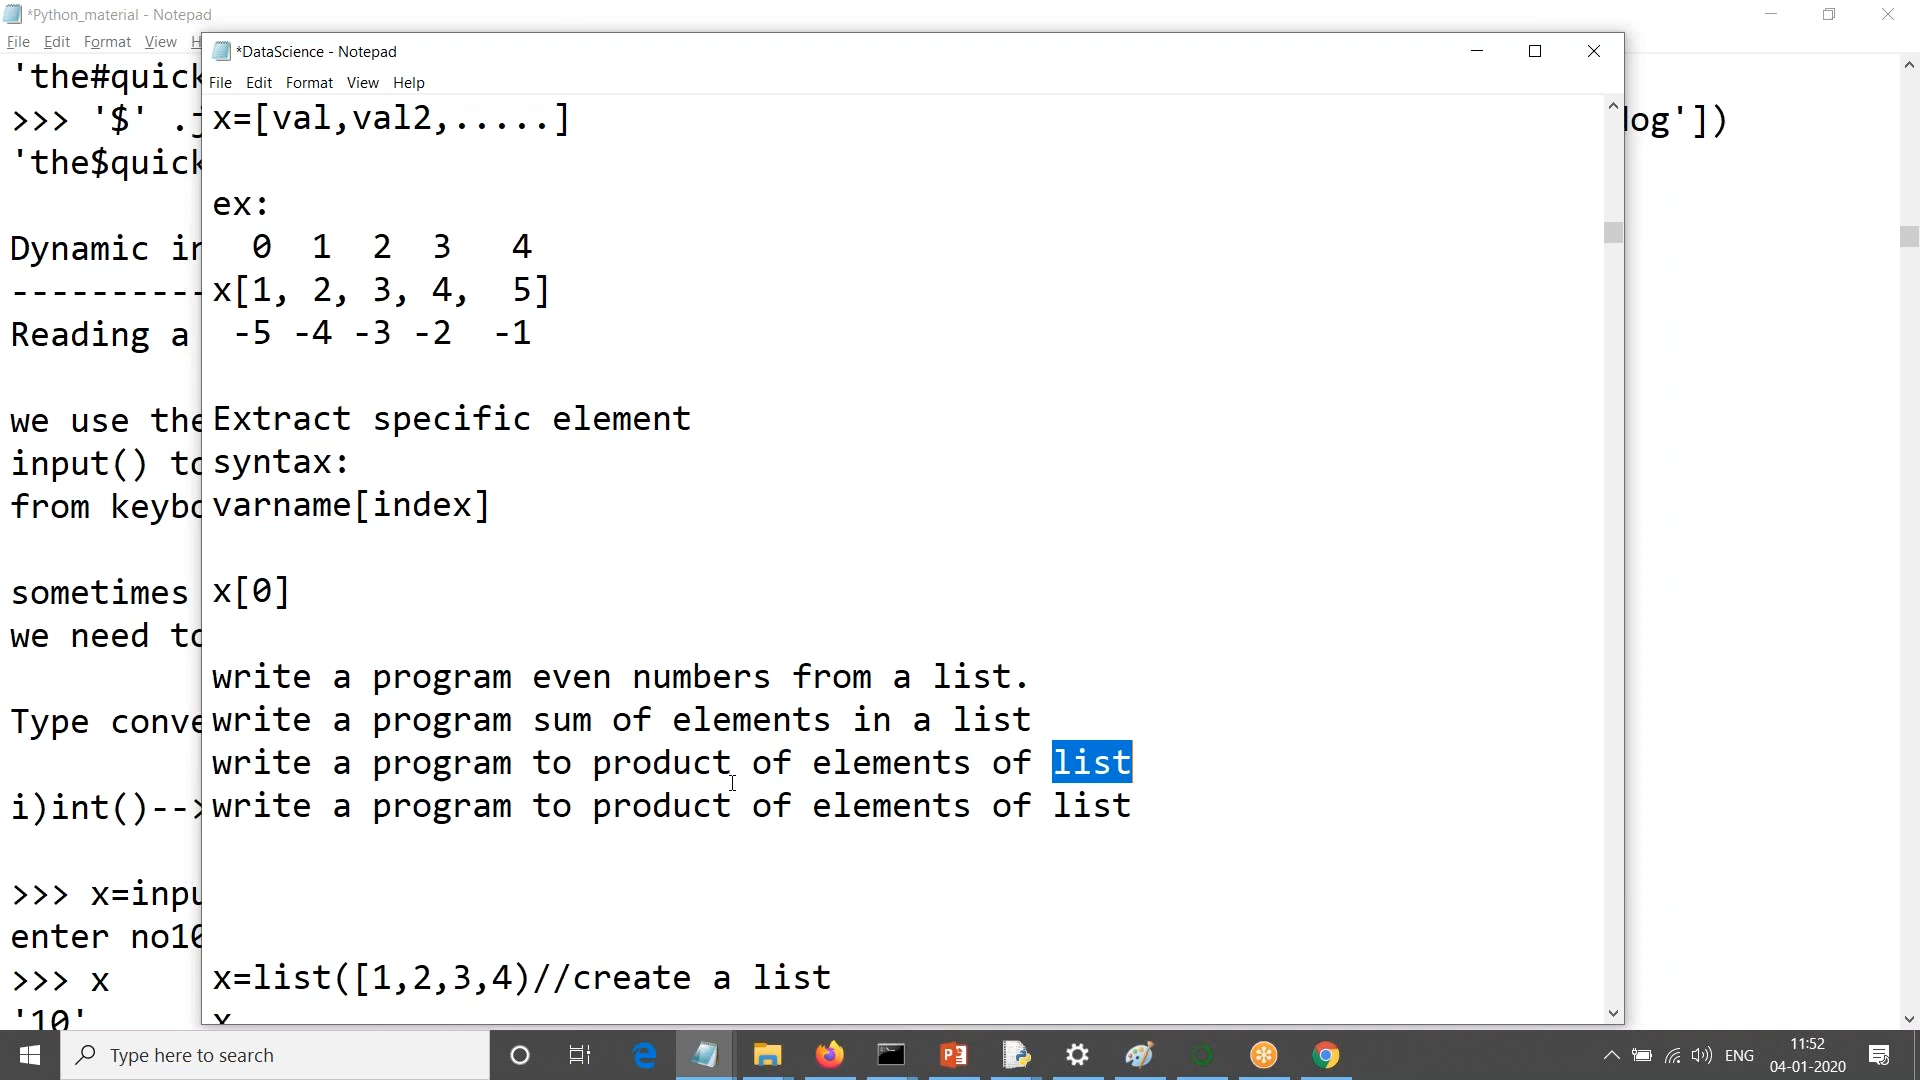 *Python_material - Notepad
File Edit Format View
*DataScience - Notepad
File Edit Format View Help
'the#quick
>>> '$' .j
'the$quick
Dynamic in
----------
Reading a
we use the
input() to
from keybo
sometimes
we need to
Type conve
i)int()-->
>>> x=inpu
enter no10
>>> x
'10'
log'])
x=[val,val2,.....]
ex:
0 1 2 3 4
x[1, 2, 3, 4, 5]
-5 -4 -3 -2 -1
Extract specific element
syntax:
varname[index]
x[0]
write a program even numbers from a list.
write a program sum of elements in a list
write a program to product of elements of list
write a program to product of elements of list
x=list([1,2,3,4)//create a list
x
Type here to search
ENG
11:52
04-01-2020